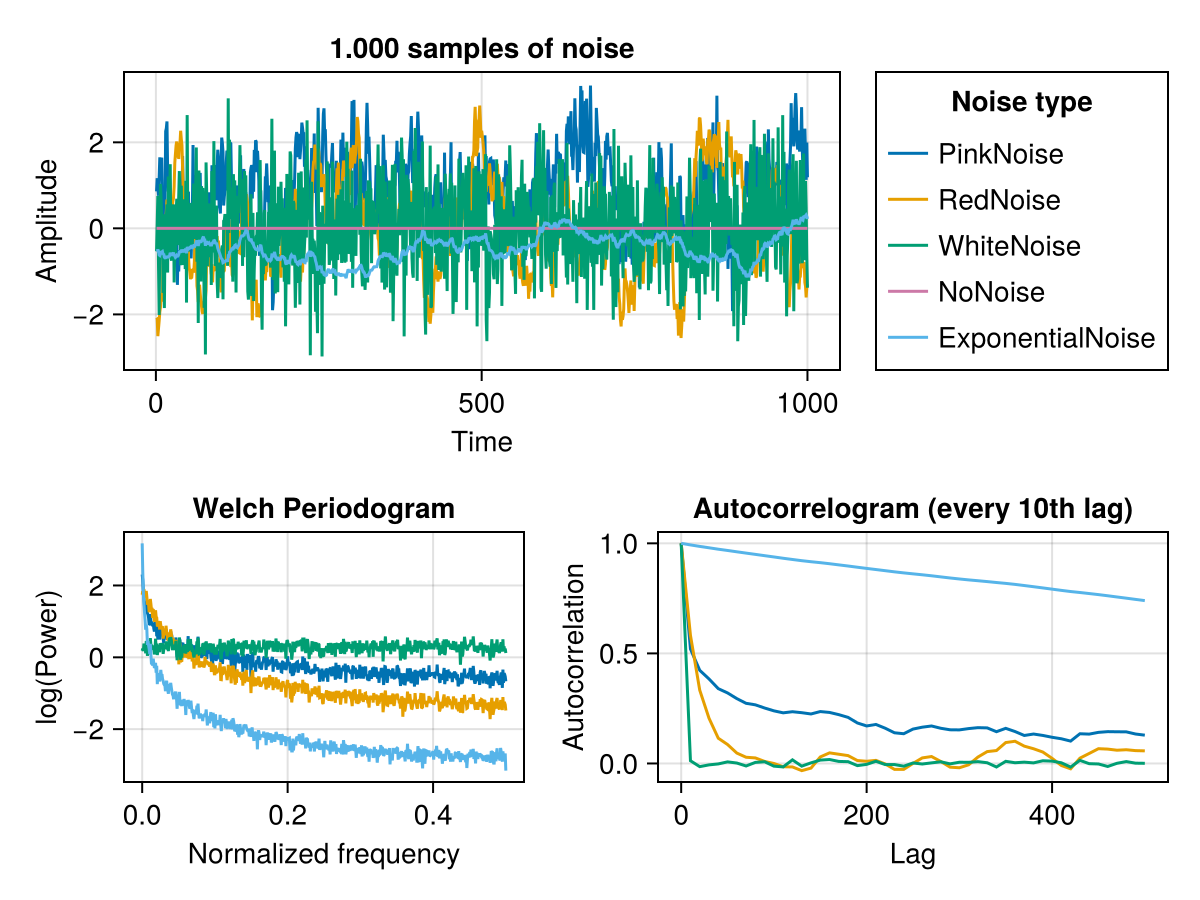 1.000 samples of noise
Amplitude
2
0
−2
0
500
1000
Time
Noise type
PinkNoise
RedNoise
WhiteNoise
NoNoise
ExponentialNoise
Welch Periodogram
log(Power)
2
0
−2
0.0
0.2
0.4
Normalized frequency
Autocorrelogram (every 10th lag)
Autocorrelation
1.0
0.5
0.0
0
200
400
Lag